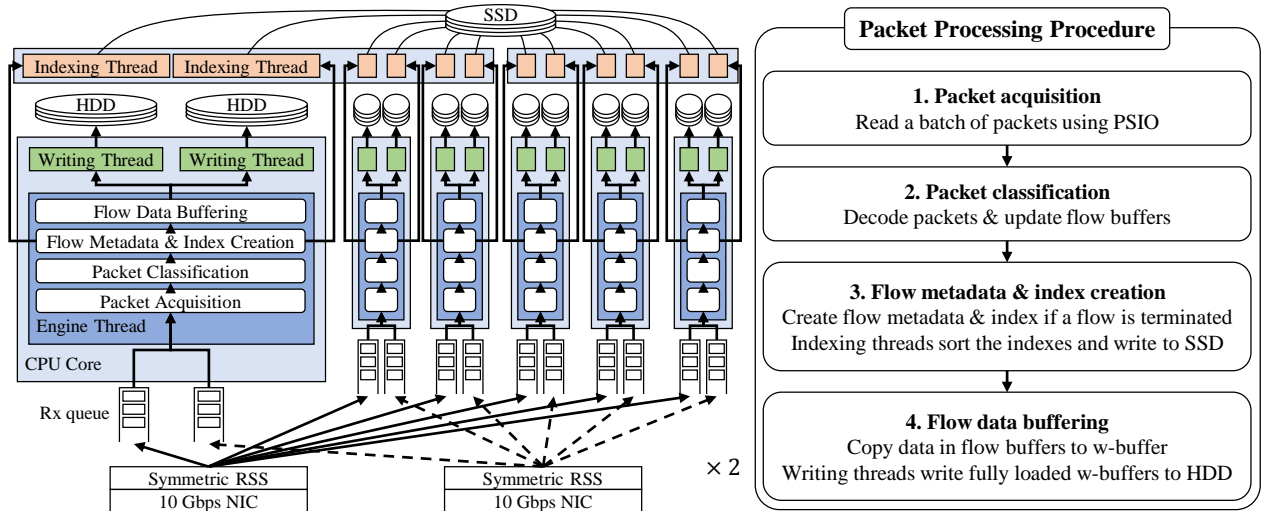 SSD
Indexing Thread
Indexing Thread
HDD
HDD
Writing Thread
Writing Thread
Flow Data Buffering
Flow Metadata & Index Creation
Packet Classification
Packet Acquisition
Engine Thread
CPU Core
Rx queue
Symmetric RSS
10 Gbps NIC
Symmetric RSS
10 Gbps NIC
× 2
Packet Processing Procedure
1. Packet acquisition
Read a batch of packets using PSIO
2. Packet classification
Decode packets & update flow buffers
3. Flow metadata & index creation
Create flow metadata & index if a flow is terminated
Indexing threads sort the indexes and write to SSD
4. Flow data buffering
Copy data in flow buffers to w-buffer
Writing threads write fully loaded w-buffers to HDD